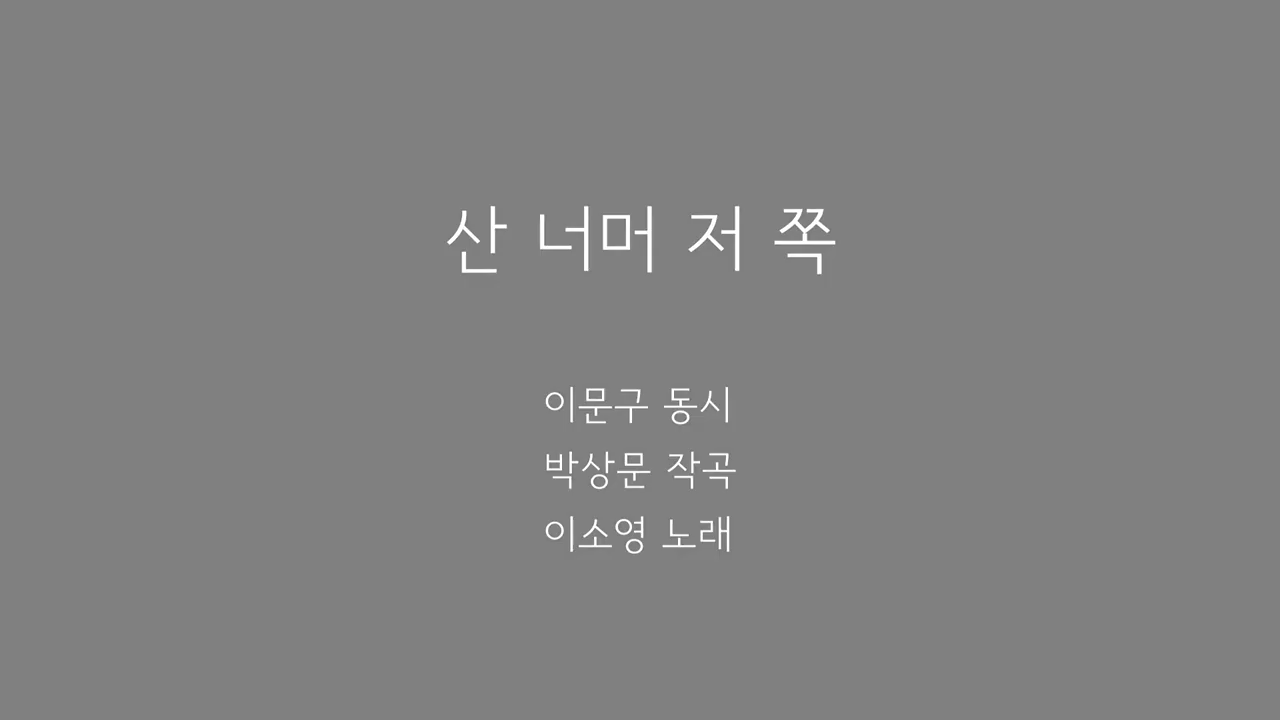 산 너머 저 쪽
이문구 동시
박상문 작곡
이소영 노래